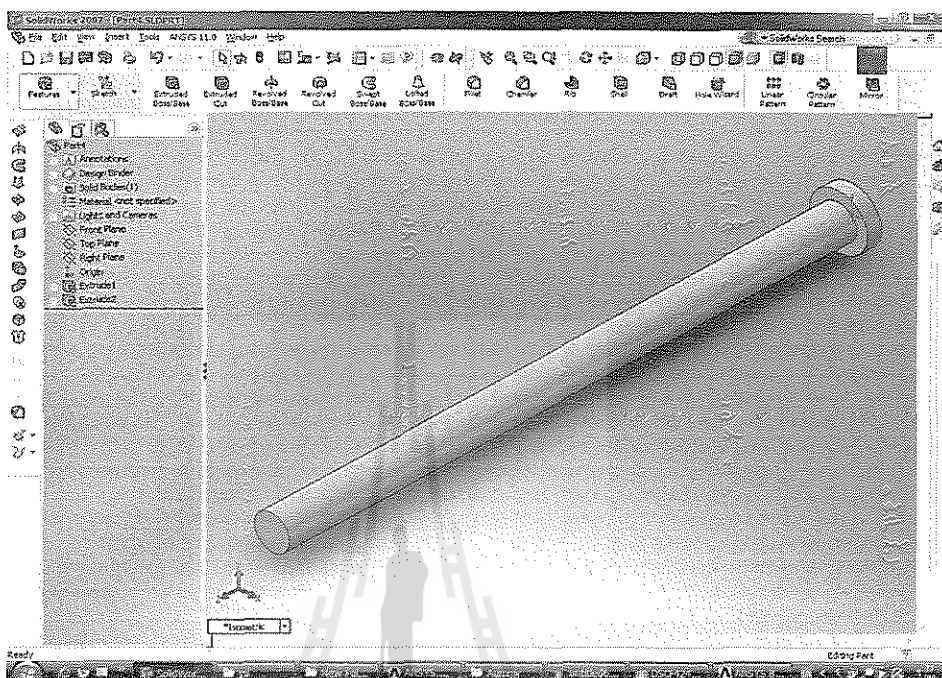 SolidWorks 2007 - [Part4.SLDPRT]
File Edit View Insert Tools ANSYS 11.0 Window Help
SolidWorks Search
Features
Sketch
Extruded Boss/Base
Extruded Cut
Revolved Boss/Base
Revolved Cut
Swept Boss/Base
Lofted Boss/Base
Fillet
Chamfer
Rib
Shell
Draft
Hole Wizard
Linear Pattern
Circular Pattern
Mirror
Part4
Annotations
Design Binder
Solid Bodies(1)
Material <not specified>
Lights and Cameras
Front Plane
Top Plane
Right Plane
Origin
Extrude1
Extrude2
*Isometric
Ready
Editing Part